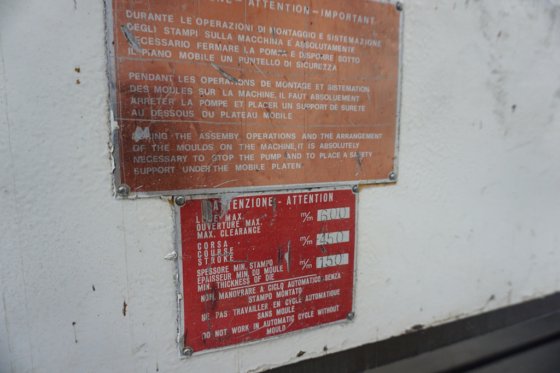 ATTENZIONE - ATTENTION - IMPORTANT
DURANTE LE OPERAZIONI DI MONTAGGIO E SISTEMAZIONE
DEGLI STAMPI SULLA MACCHINA E ASSOLUTAMENTE
NECESSARIO FERMARE LA POMPA E DISPORRE SOTTO
IL PIANO MOBILE UN PUNTELLO DI SICUREZZA
PENDANT LES OPERATIONS DE MONTAGE ET SISTEMATION
DES MOULES SUR LA MACHINE, IL FAUT ABSOLUEMENT
ARRETER LA POMPE ET PLACER UN SUPPORT DE SURETE
AU DESSOUS DU PLATEAU MOBILE
DURING THE ASSEMBY OPERATIONS AND THE ARRANGEMENT
OF THE MOULDS ON THE MACHINE, IT IS ABSOLUTELY
NECESSARY TO STOP THE PUMP AND TO PLACE A SAFETY
SUPPORT UNDER THE MOBILE PLATEN
ATTENZIONE - ATTENTION
LUCE MAX.
OUVERTURE MAX. m/m 600
MAX. CLEARANCE
CORSA
COURSE m/m 450
STROKE
SPESSORE MIN. STAMPO
EPAISSEUR MIN. DU MOULE m/m 150
MIN. THICKNESS OF DIE
NON MANOVRARE A CICLO AUTOMATICO SENZA
STAMPO MONTATO
NE PAS TRAVAILLER EN CYCLE AUTOMATIQUE
SANS MOULE
DO NOT WORK IN AUTOMATIC CYCLE WITHOUT
MOULD